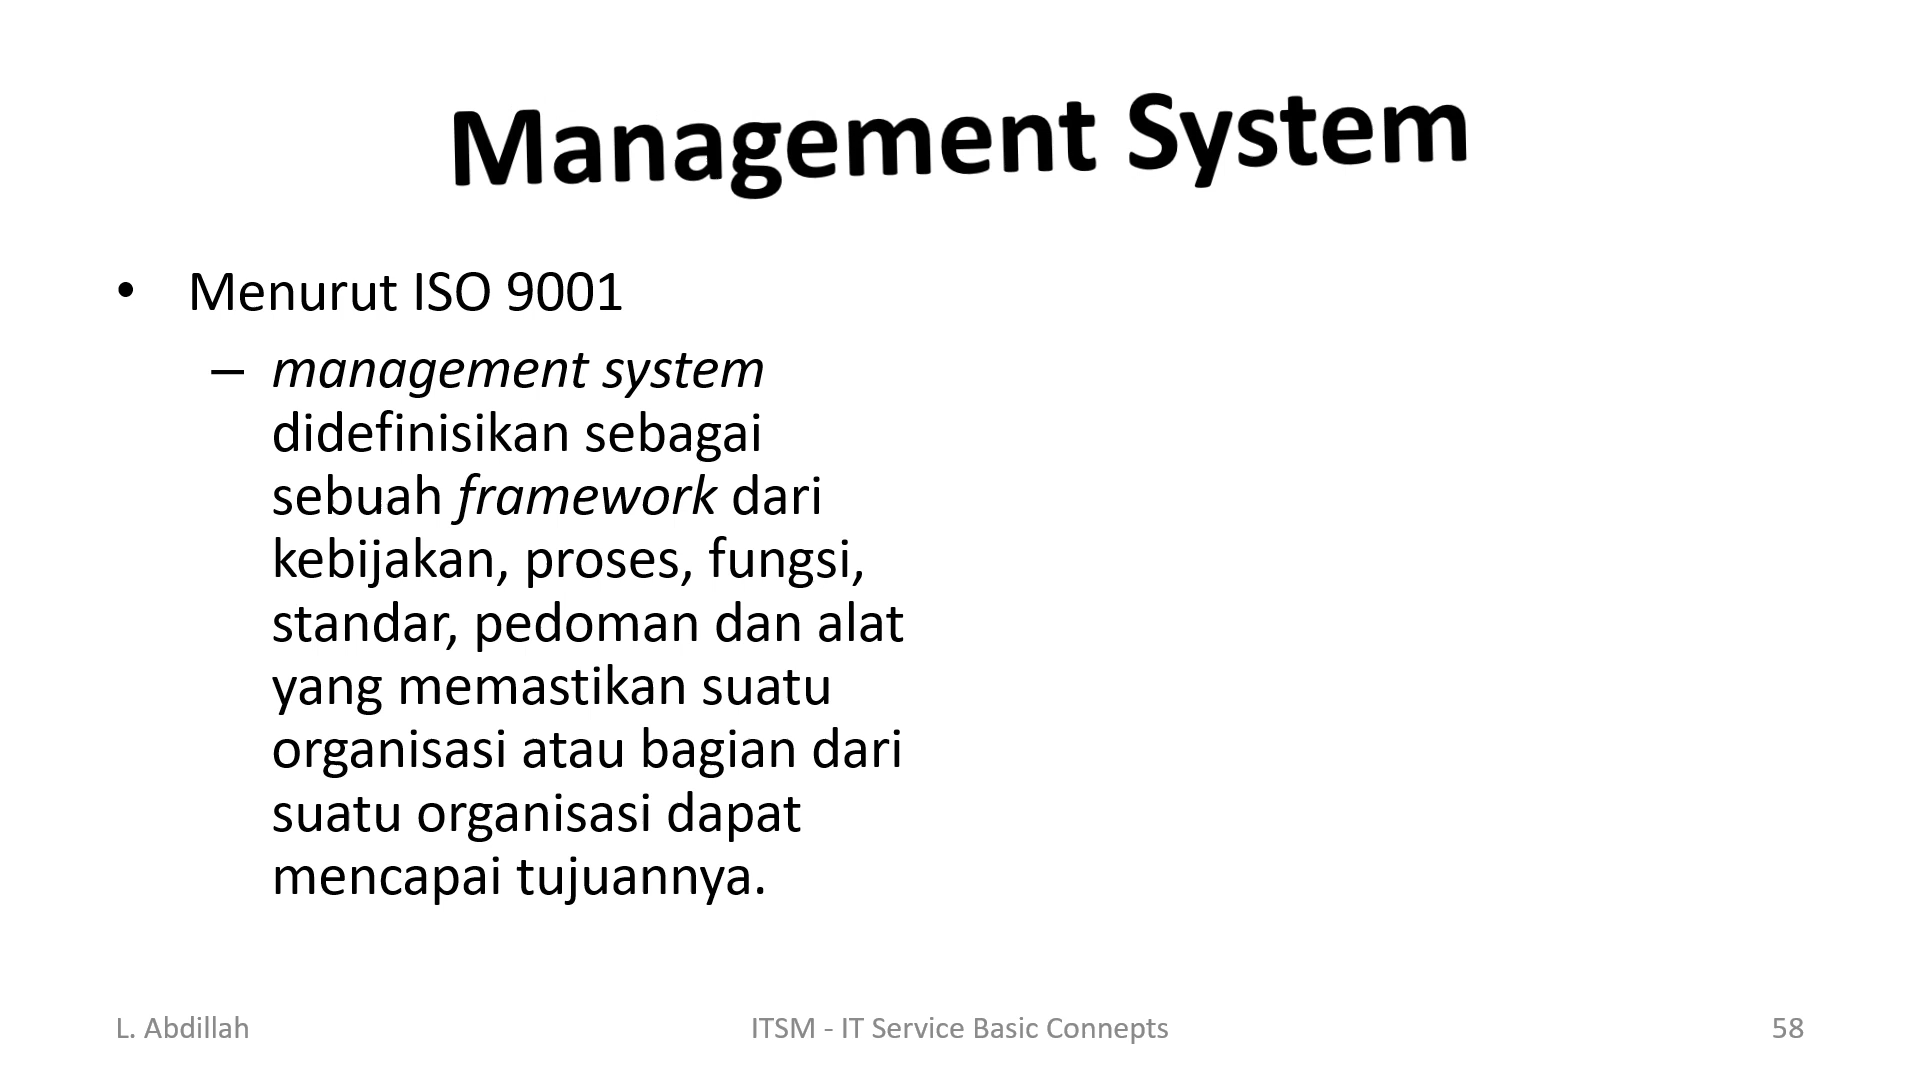 Management System
• Menurut ISO 9001
– management system
didefinisikan sebagai
sebuah framework dari
kebijakan, proses, fungsi,
standar, pedoman dan alat
yang memastikan suatu
organisasi atau bagian dari
suatu organisasi dapat
mencapai tujuannya.
L. Abdillah
ITSM - IT Service Basic Connepts
58